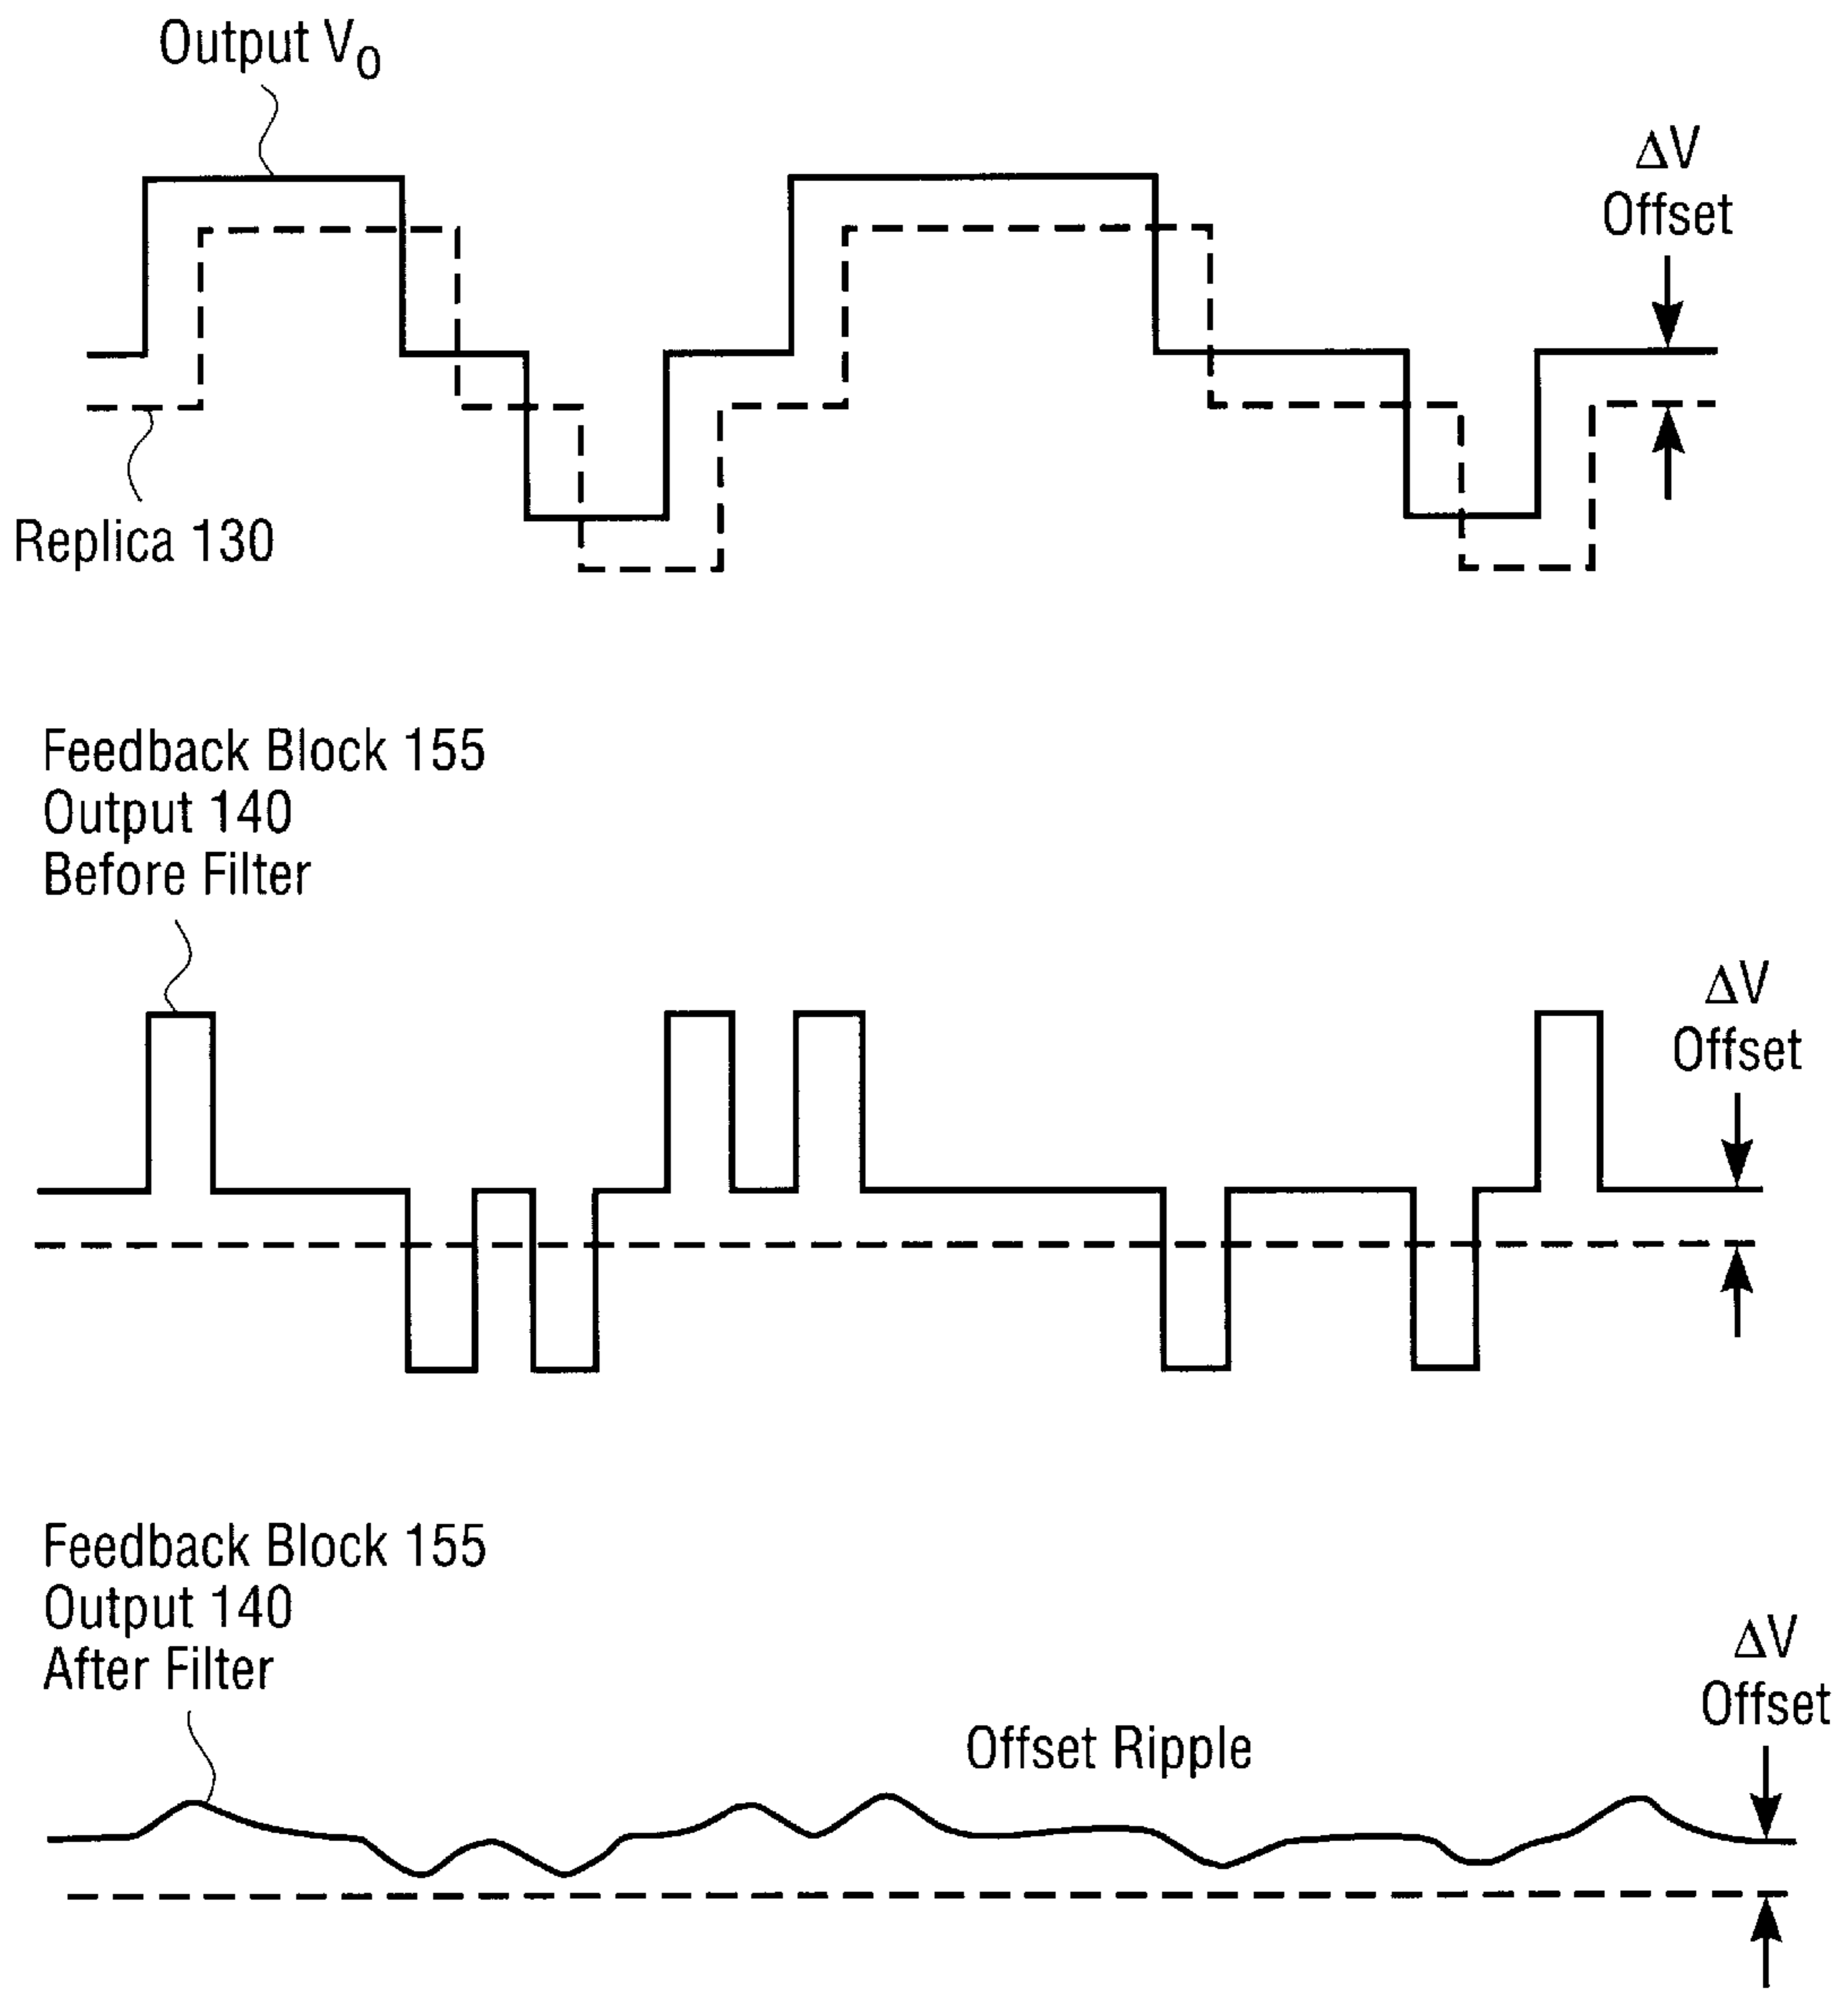 Output VO
ΔV
Offset
Replica 130
Feedback Block 155
Output 140
Before Filter
ΔV
Offset
Feedback Block 155
Output 140
After Filter
Offset Ripple
ΔV
Offset